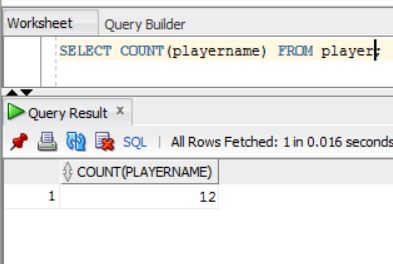 Worksheet Query Builder
SELECT COUNT(playername) FROM player;
Query Result x
SQL | All Rows Fetched: 1 in 0.016 seconds
COUNT(PLAYERNAME)
1 12